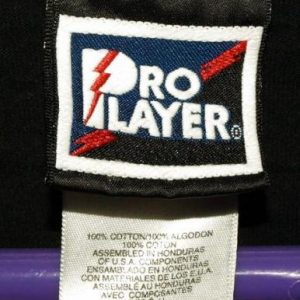 PRO
PLAYER®
100% COTTON/100% ALGODON
100% COTON
ASSEMBLED IN HONDURAS
OF U.S.A. COMPONENTS
ENSAMBLADO EN HONDURAS
CON MATERIALES DE LOS E.U.A.
ASSEMBLÉ AU HONDURAS
AVEC COMPOSANTES